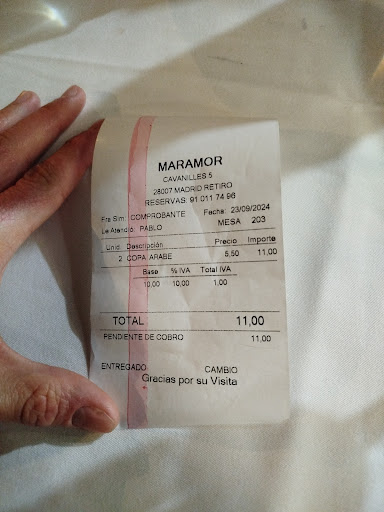 MARAMOR
CAVANILLES 5
28007 MADRID RETIRO
RESERVAS: 91 011 74 96
Fra Sim: COMPROBANTE Fecha: 23/09/2024
Le Atendió: PABLO MESA 203
Unid. Descripción Precio Importe
2 COPA ARABE 5,50 11,00
Base % IVA Total IVA
10,00 10,00 1,00
TOTAL 11,00
PENDIENTE DE COBRO 11,00
ENTREGADO CAMBIO
Gracias por su Visita